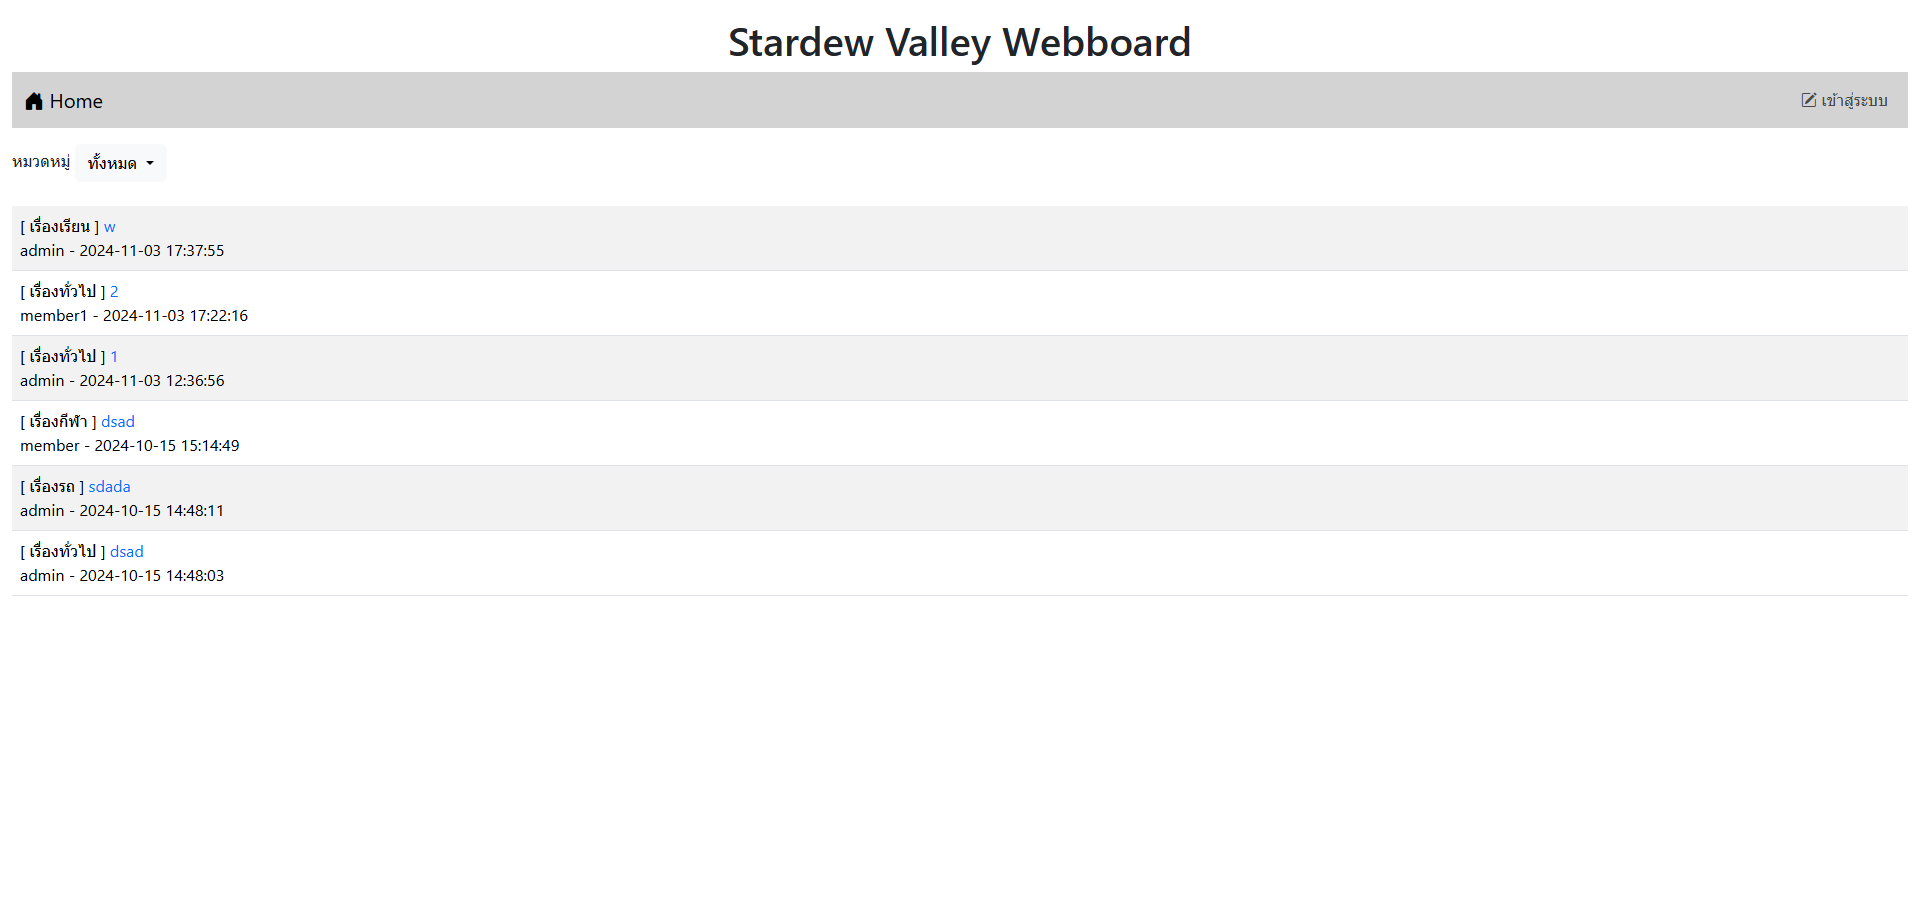 Stardew Valley Webboard
Home
เข้าสู่ระบบ
หมวดหมู่ ทั้งหมด
[ เรื่องเรียน ] w
admin - 2024-11-03 17:37:55
[ เรื่องทั่วไป ] 2
member1 - 2024-11-03 17:22:16
[ เรื่องทั่วไป ] 1
admin - 2024-11-03 12:36:56
[ เรื่องกีฬา ] dsad
member - 2024-10-15 15:14:49
[ เรื่องรถ ] sdada
admin - 2024-10-15 14:48:11
[ เรื่องทั่วไป ] dsad
admin - 2024-10-15 14:48:03